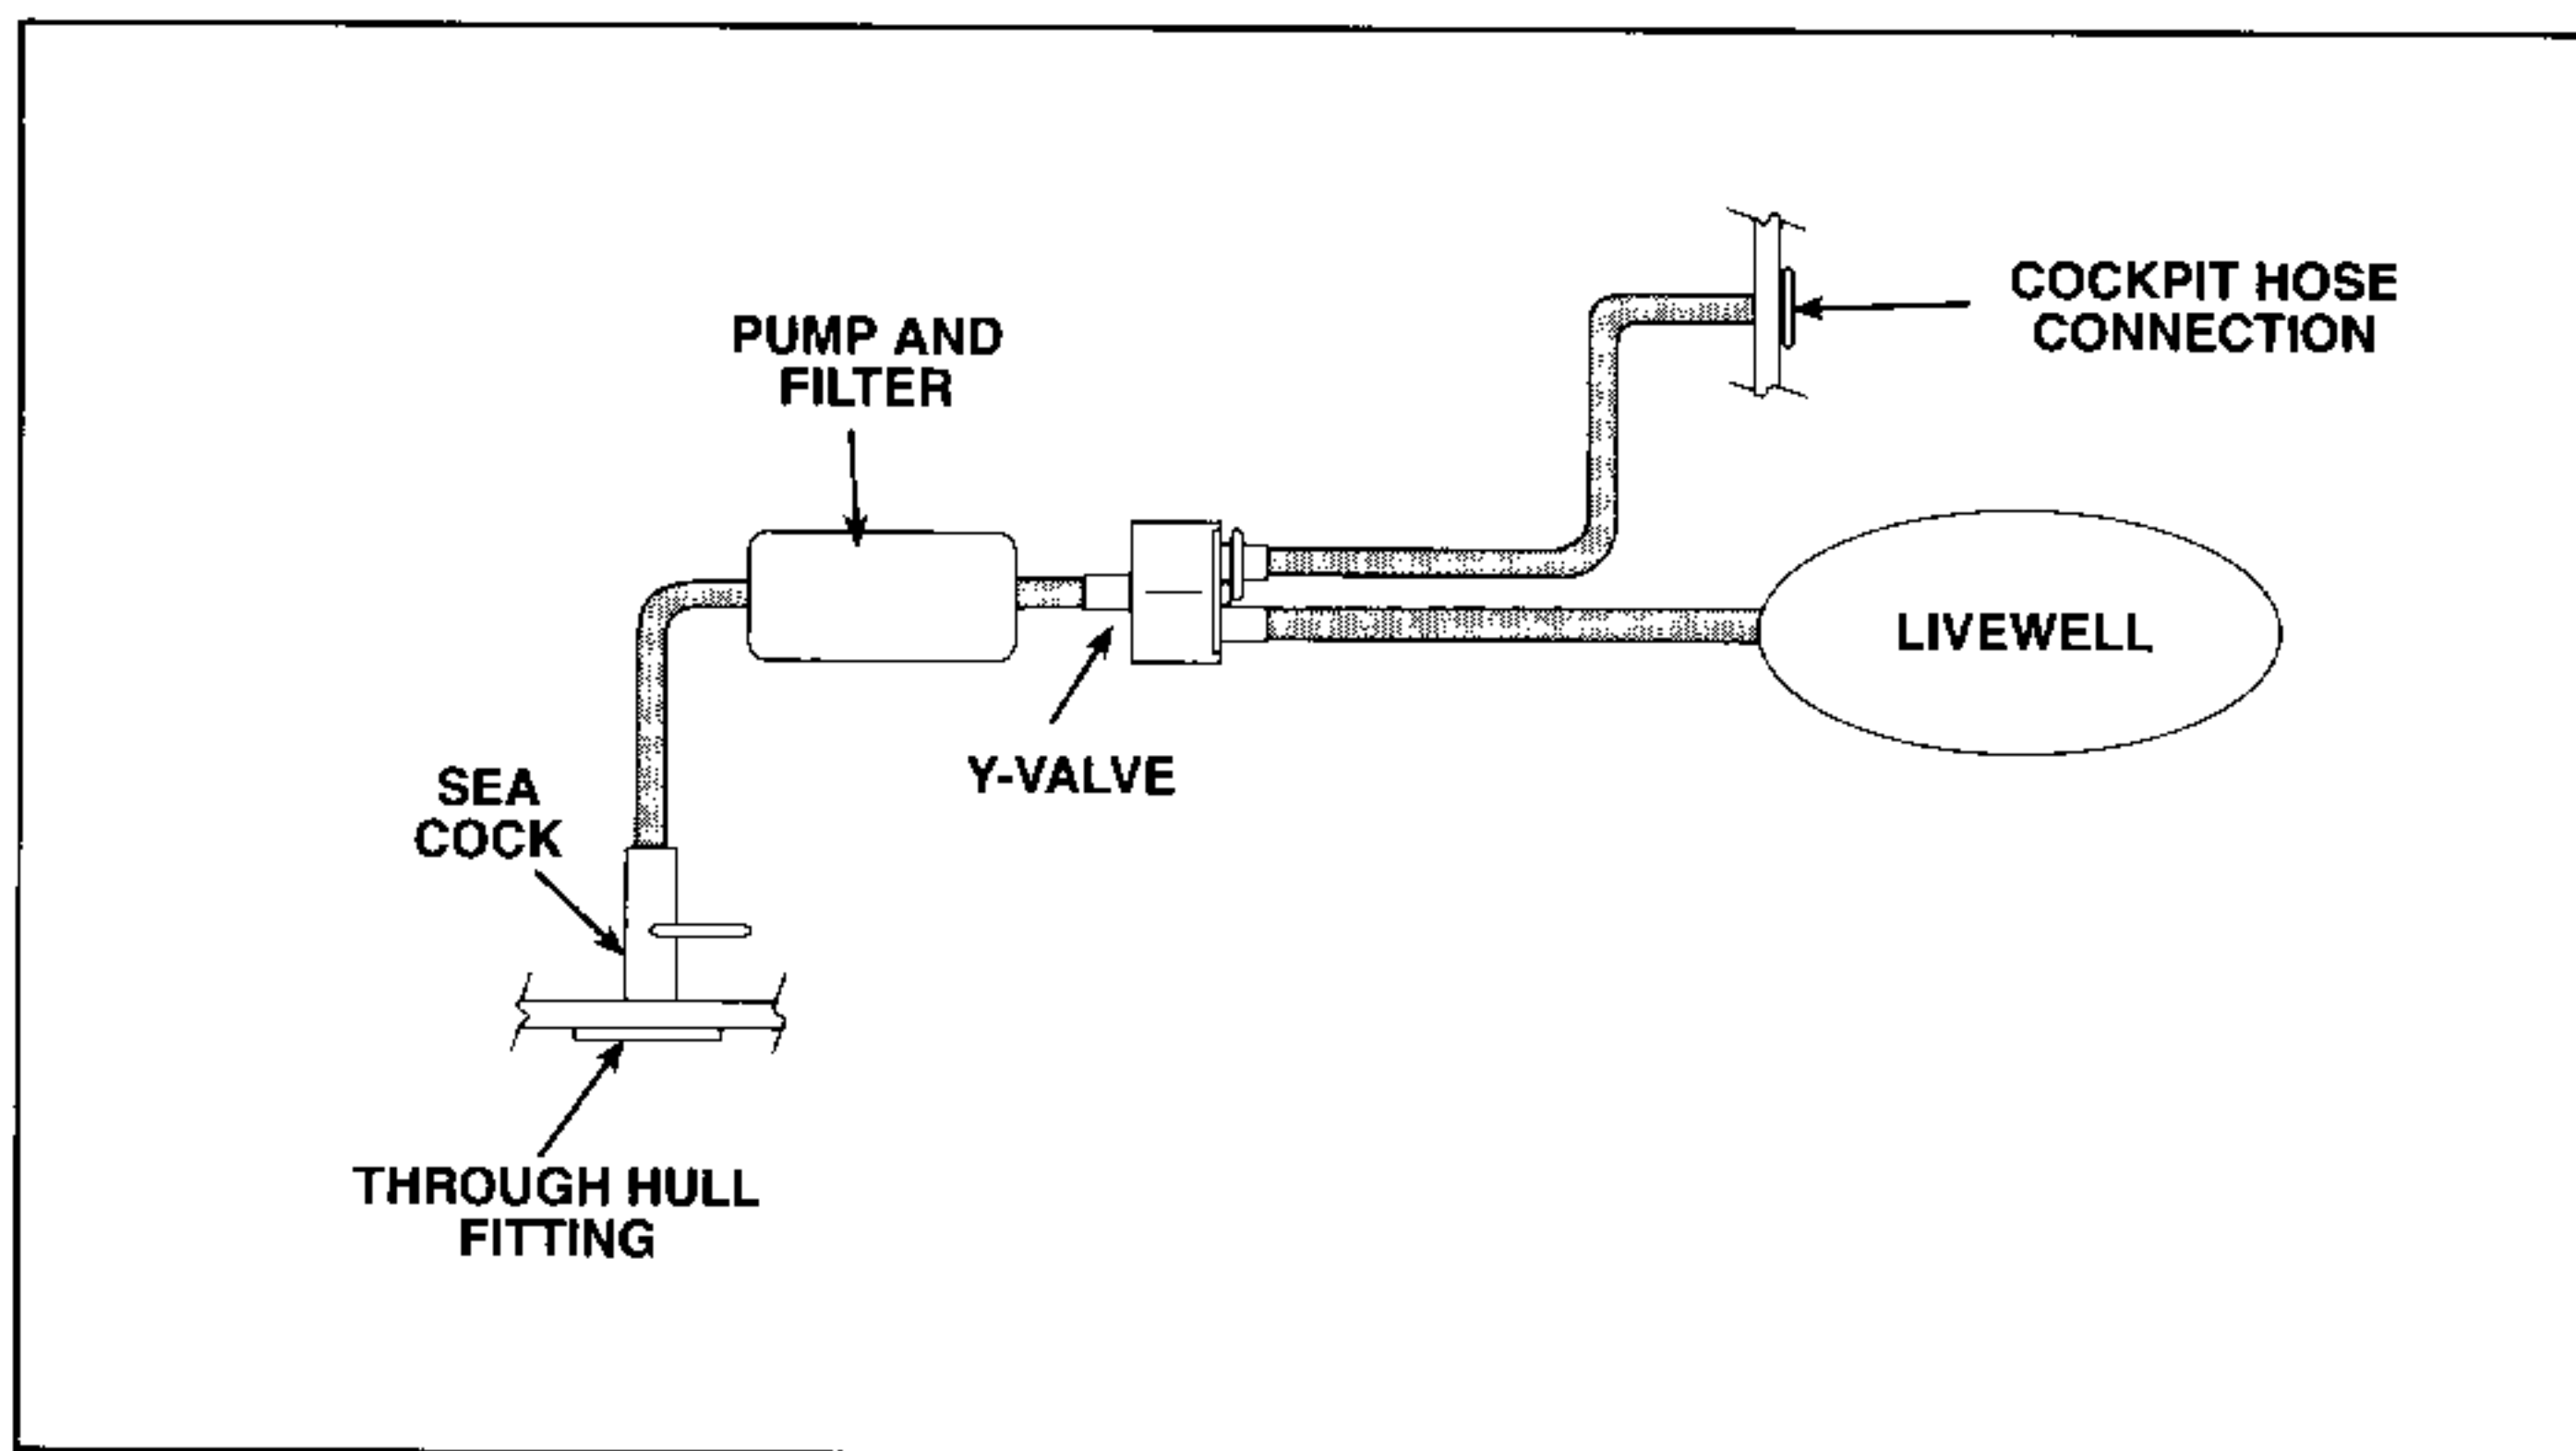 COCKPIT HOSE
CONNECTION
PUMP AND
FILTER
LIVEWELL
Y-VALVE
SEA
COCK
THROUGH HULL
FITTING